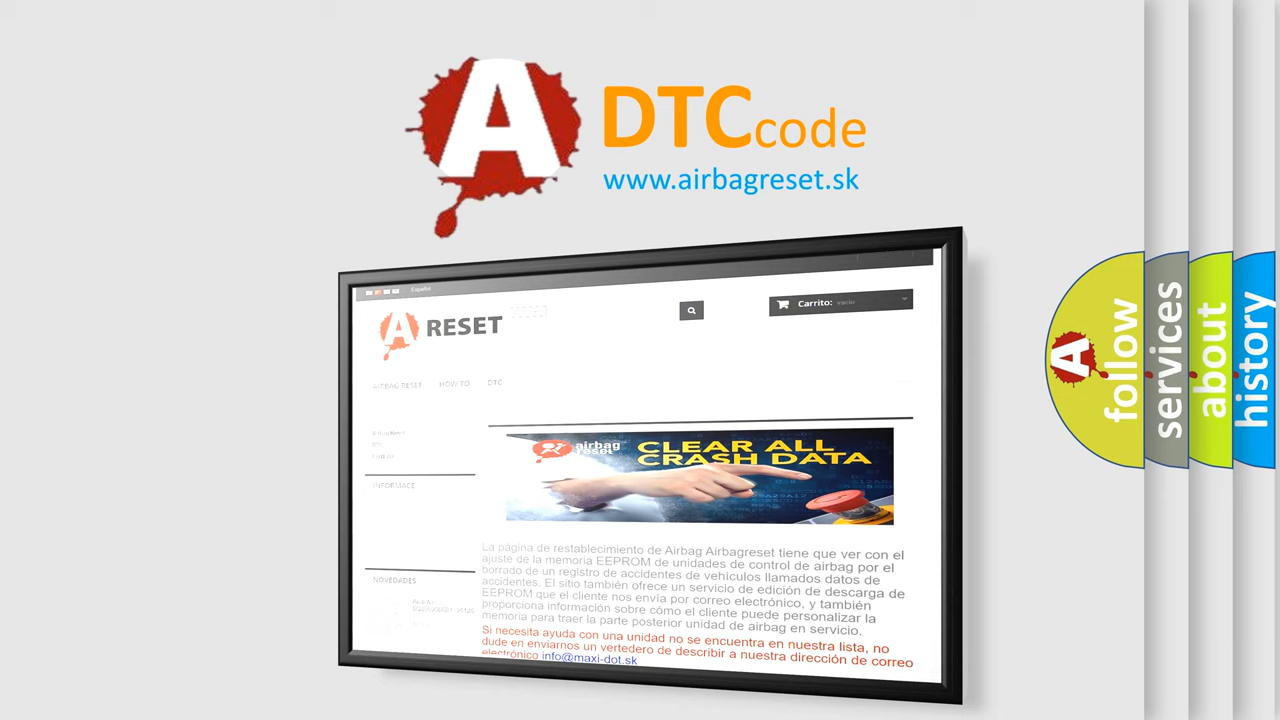 A
DTCcode
www.airbagreset.sk
Español
A RESET
Carrito: vacío
AIRBAG RESET HOW TO DTC
airbag
reset
CLEAR ALL
CRASH DATA
INFORMACE
La página de restablecimiento de Airbag Airbagreset tiene que ver con el
ajuste de la memoria EEPROM de unidades de control de airbag por el
borrado de un registro de accidentes de vehículos llamados datos de
accidentes. El sitio también ofrece un servicio de edición de descarga de
EEPROM que el cliente nos envía por correo electrónico, y también
proporciona información sobre cómo el cliente puede personalizar la
memoria para traer la parte posterior unidad de airbag en servicio.
Si necesita ayuda con una unidad no se encuentra en nuestra lista, no
dude en enviarnos un vertedero de describir a nuestra dirección de correo
electrónico info@maxi-dot.sk
NOVEDADES
A
follow
services
about
history